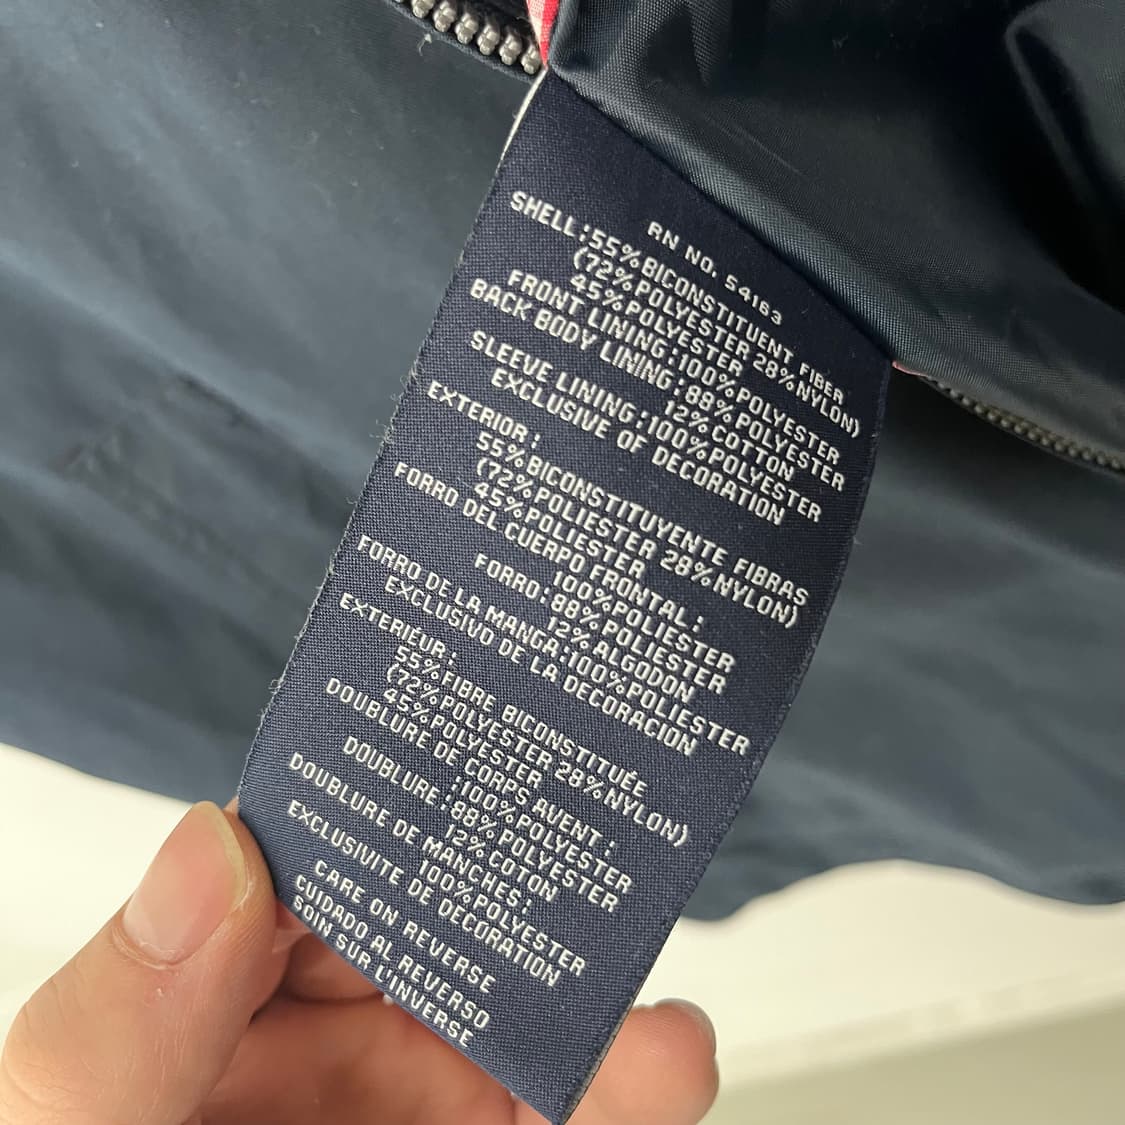 RN NO. 54163
SHELL:55%BICONSTITUENT FIBER
(72%POLYESTER 28%NYLON)
45%POLYESTER
FRONT LINING:100%POLYESTER
BACK BODY LINING:88%POLYESTER
12%COTTON
SLEEVE LINING:100%POLYESTER
EXCLUSIVE OF DECORATION
EXTERIOR:
55%BICONSTITUYENTE FIBRAS
(72%POLIESTER 28%NYLON)
45%POLIESTER
FORRO DEL CUERPO FRONTAL:
100%POLIESTER
FORRO:88%POLIESTER
12%ALGODON
FORRO DE LA MANGA:100%POLIESTER
EXCLUSIVO DE LA DECORACION
EXTERIEUR:
55%FIBRE BICONSTITUÉE
(72%POLYESTER 28%NYLON)
45%POLYESTER
DOUBLURE DE CORPS AVENT:
100%POLYESTER
DOUBLURE:88%POLYESTER
12%COTON
DOUBLURE DE MANCHES:
100%POLYESTER
EXCLUSIVITE DE DECORATION
CARE ON REVERSE
CUIDADO AL REVERSO
SOIN SUR L'INVERSE